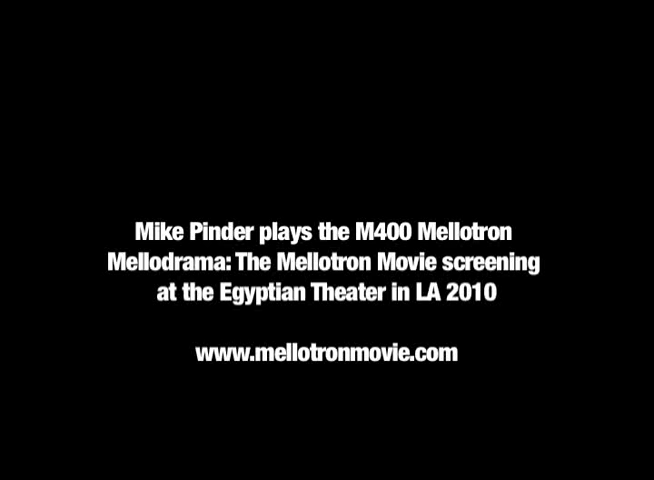 Mike Pinder plays the M400 Mellotron
Mellodrama: The Mellotron Movie screening
at the Egyptian Theater in LA 2010
www.mellotronmovie.com